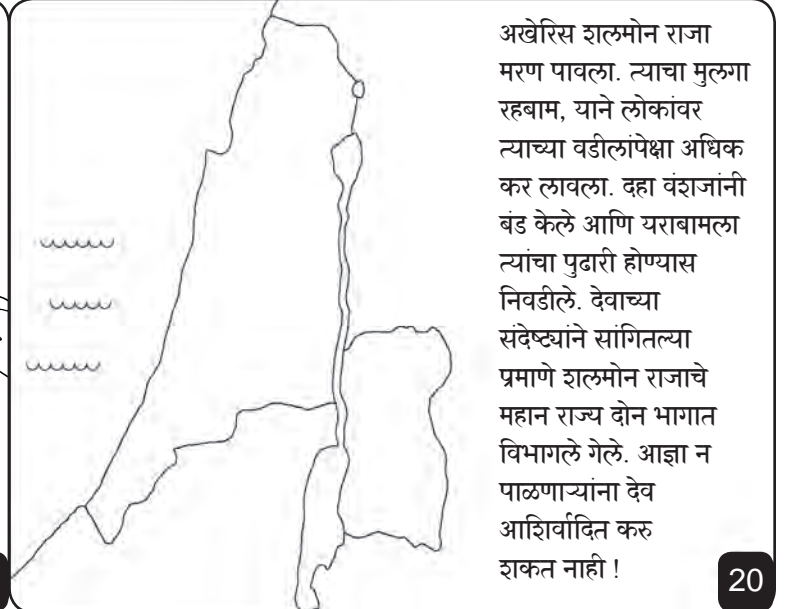 अखेरिस शलमोन राजा
मरण पावला. त्याचा मुलगा
रहबाम, याने लोकांवर
त्याच्या वडीलांपेक्षा अधिक
कर लावला. दहा वंशजांनी
बंड केले आणि यराबामला
त्यांचा पुढारी होण्यास
निवडीले. देवाच्या
संदेष्ट्यांने सांगितल्या
प्रमाणे शलमोन राजाचे
महान राज्य दोन भागात
विभागले गेले. आज्ञा न
पाळणाऱ्यांना देव
आशिर्वादित करु
शकत नाही !
20